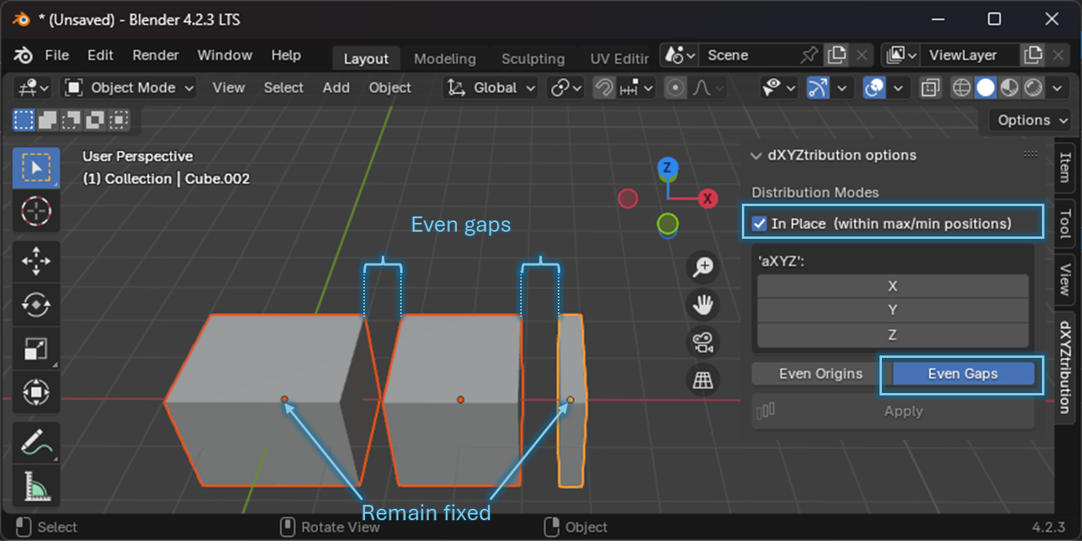 * (Unsaved) - Blender 4.2.3 LTS
File Edit Render Window Help Layout Modeling Sculpting UV Editir Scene ViewLayer
Object Mode View Select Add Object Global
Options
User Perspective
(1) Collection | Cube.002
Z
X
dXYZtribution options
Distribution Modes
In Place (within max/min positions)
'aXYZ':
X
Y
Z
Even Origins Even Gaps
Apply
Item
Tool
View
dXYZtribution
Even gaps
Remain fixed
Select Rotate View Object 4.2.3